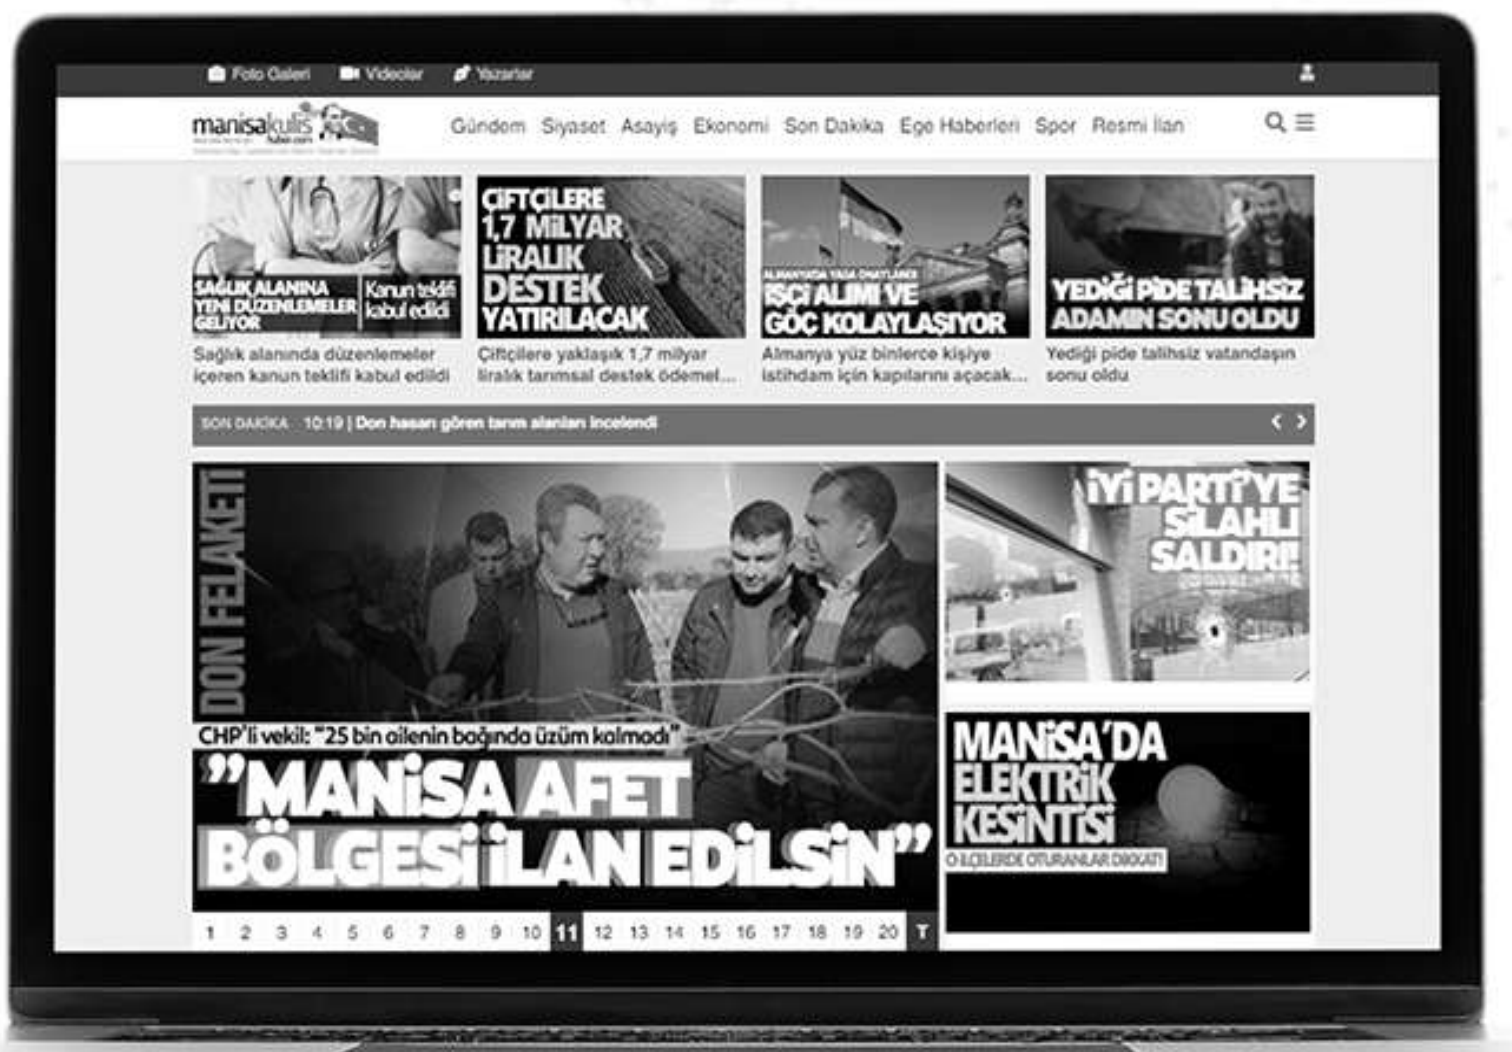 Foto Galeri Videolar Yazarlar
manisakulis
haber.com
Gündem Siyaset Asayiş Ekonomi Son Dakika Ege Haberleri Spor Resmi İlan
SAĞLIK ALANINA
YENİ DÜZENLEMELER
GELİYOR
Kanun teklifi
kabul edildi
Sağlık alanında düzenlemeler
içeren kanun teklifi kabul edildi
ÇİFTÇİLERE
1,7 MİLYAR
LİRALIK
DESTEK
YATIRILACAK
Çiftçilere yaklaşık 1,7 milyar
liralık tarımsal destek ödemel...
ALMANYA'DA YASA ONAYLANDI
İŞÇİ ALIMI VE
GÖÇ KOLAYLAŞIYOR
Almanya yüz binlerce kişiye
istihdam için kapılarını açacak...
YEDİĞİ PİDE TALİHSİZ
ADAMIN SONU OLDU
Yediği pide talihsiz vatandaşın
sonu oldu
SON DAKİKA 10:19 | Don hasarı gören tarım alanları incelendi
DON FELAKETİ
CHP'li vekil: "25 bin ailenin bağında üzüm kalmadı"
"MANİSA AFET
BÖLGESİ İLAN EDİLSİN"
1 2 3 4 5 6 7 8 9 10 11 12 13 14 15 16 17 18 19 20 T
İYİ PARTİ'YE
SİLAHLI
SALDIRI!
MANİSA'DA
ELEKTRİK
KESİNTİSİ
O İLÇELERDE OTURANLAR DİKKAT!